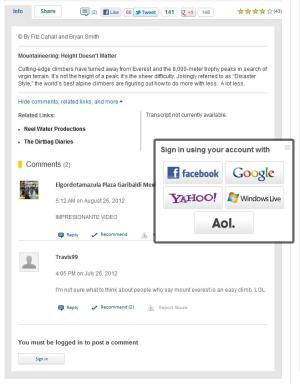 Info Share (2) Like 66 Tweet 141 +1 146 (43)
© By Fitz Cahall and Bryan Smith
Mountaineering: Height Doesn't Matter
Cutting-edge climbers have turned away from Everest and the 8,000-meter trophy peaks in search of
virgin terrain. It's not the height of a peak, it's the sheer difficulty. Jokingly referred to as "Disaster
Style," the world's best alpine climbers are figuring out how to do more with less. A lot less.
Hide comments, related links, and more
Related Links:
Transcript not currently available.
• Reel Water Productions
• The Dirtbag Diaries
Sign in using your account with
facebook Google
YAHOO! Windows Live
Aol.
Comments (2)
Elgordotamazula Plaza Garibaldi Mex
5:12 AM on August 26, 2012
IMPRESIONANTE VIDEO
Reply Recommend
Travis99
4:05 PM on July 26, 2012
I'm not sure what to think about people who say mount everest is an easy climb. LOL
Reply Recommend (2) Report Abuse
You must be logged in to post a comment
Sign in